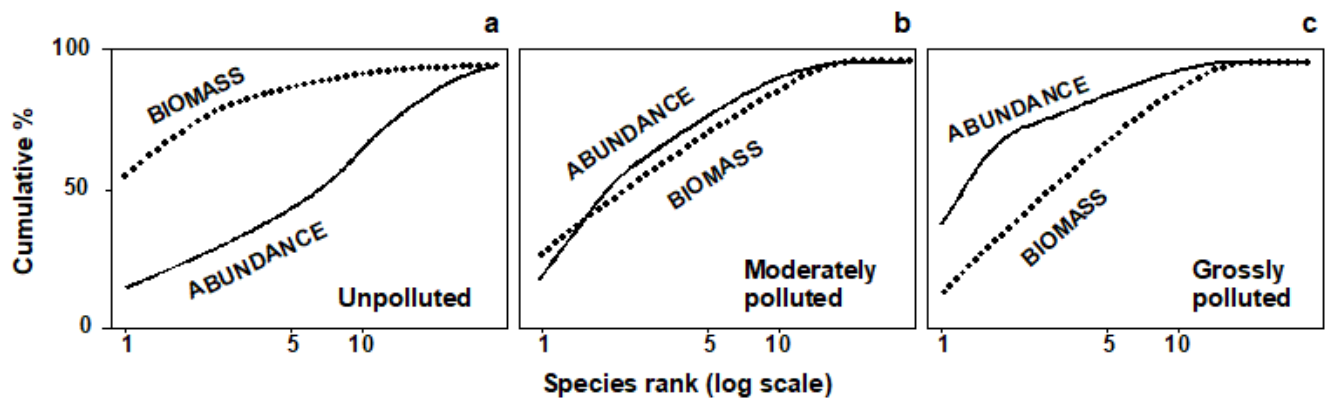 a
b
c
Cumulative %
100
50
0
BIOMASS
ABUNDANCE
Unpolluted
1
5
10
ABUNDANCE
BIOMASS
Moderately
polluted
1
5
10
ABUNDANCE
BIOMASS
Grossly
polluted
1
5
10
Species rank (log scale)